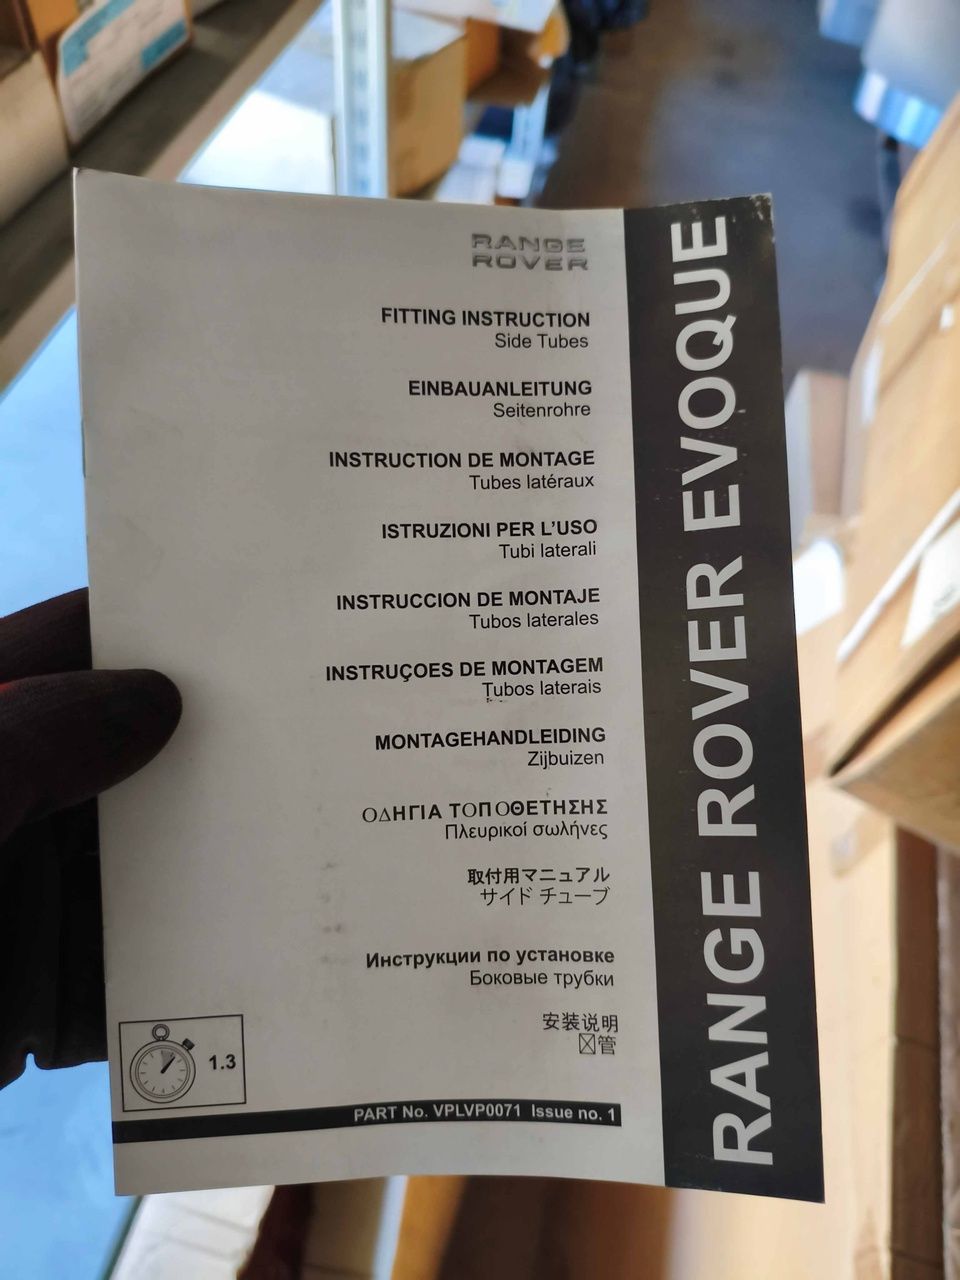 RANGE
ROVER
FITTING INSTRUCTION
Side Tubes
EINBAUANLEITUNG
Seitenrohre
INSTRUCTION DE MONTAGE
Tubes latéraux
ISTRUZIONI PER L'USO
Tubi laterali
INSTRUCCION DE MONTAJE
Tubos laterales
INSTRUÇOES DE MONTAGEM
Tubos laterais
MONTAGEHANDLEIDING
Zijbuizen
ΟΔΗΓΙΑ ΤΟΠΟΘΕΤΗΣΗΣ
Πλευρικοί σωλήνες
取付用マニュアル
サイド チューブ
Инструкции по установке
Боковые трубки
安装说明
管
1.3
PART No. VPLVP0071 Issue no. 1
RANGE ROVER EVOQUE